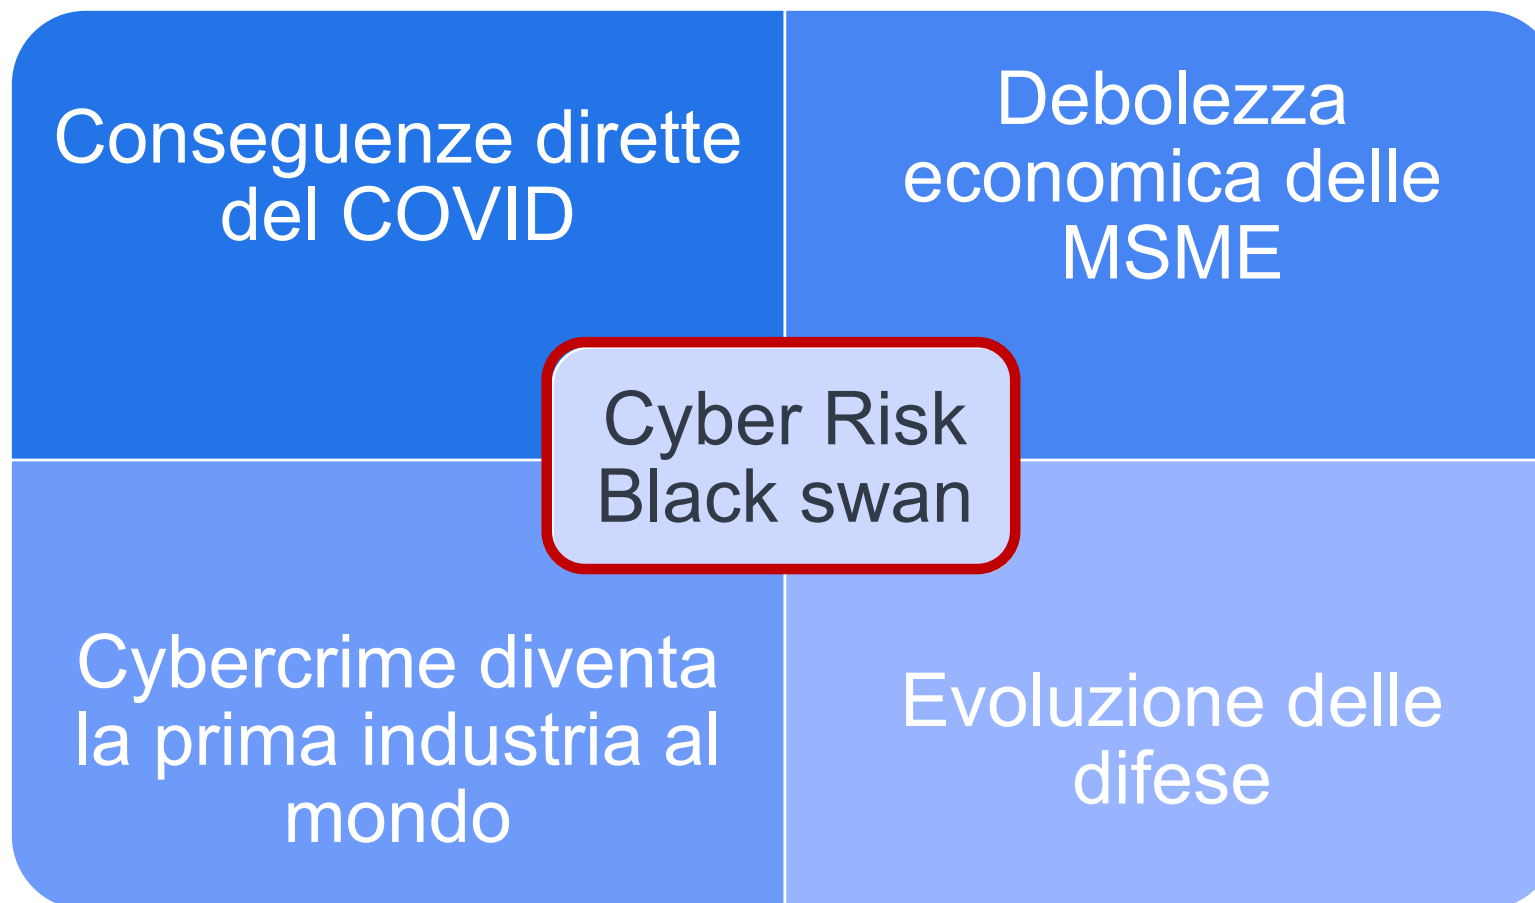 Conseguenze dirette
del COVID
Debolezza
economica delle
MSME
Cyber Risk
Black swan
Cybercrime diventa
la prima industria al
mondo
Evoluzione delle
difese